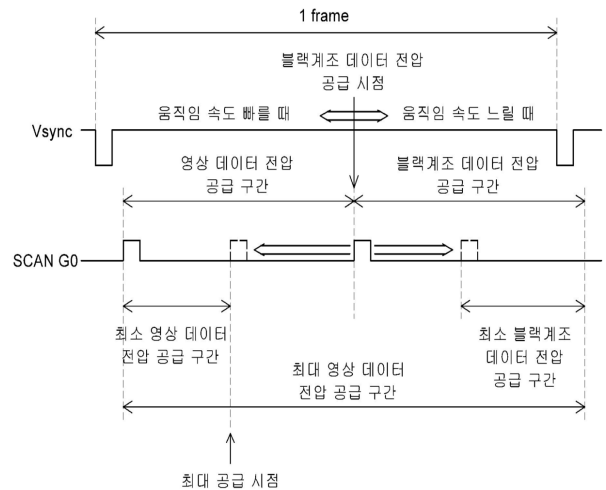 1 frame
블랙계조 데이터 전압
공급 시점
움직임 속도 빠를 때
움직임 속도 느릴 때
Vsync
영상 데이터 전압
공급 구간
블랙계조 데이터 전압
공급 구간
SCAN G0
최소 영상 데이터
전압 공급 구간
최소 블랙계조
데이터 전압
공급 구간
최대 영상 데이터
전압 공급 구간
최대 공급 시점